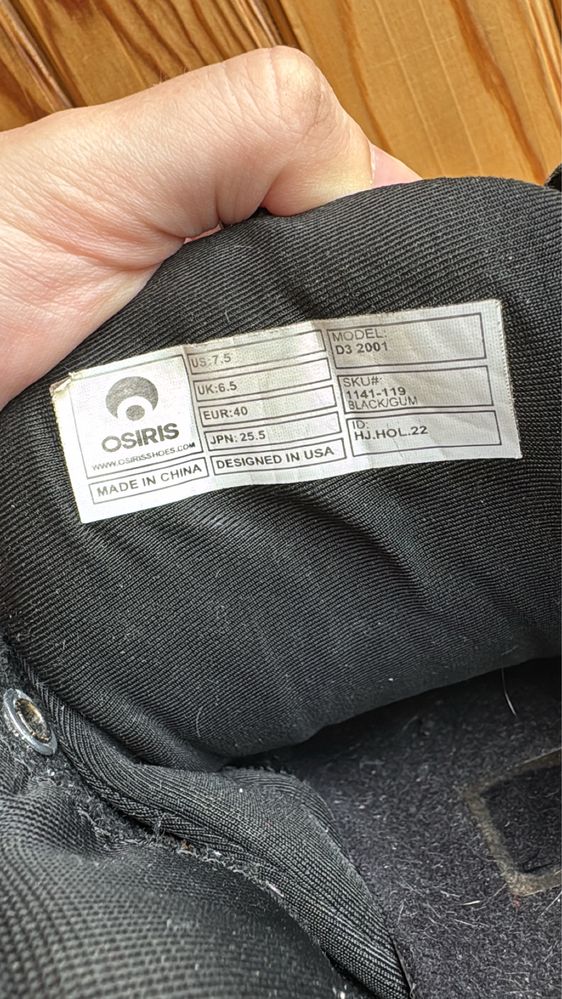 OSIRIS
WWW.OSIRISSHOES.COM
MADE IN CHINA
US:7.5
UK:6.5
EUR:40
JPN: 25.5
DESIGNED IN USA
MODEL:
D3 2001
SKU#:
1141-119
BLACK/GUM
ID:
HJ.HOL.22